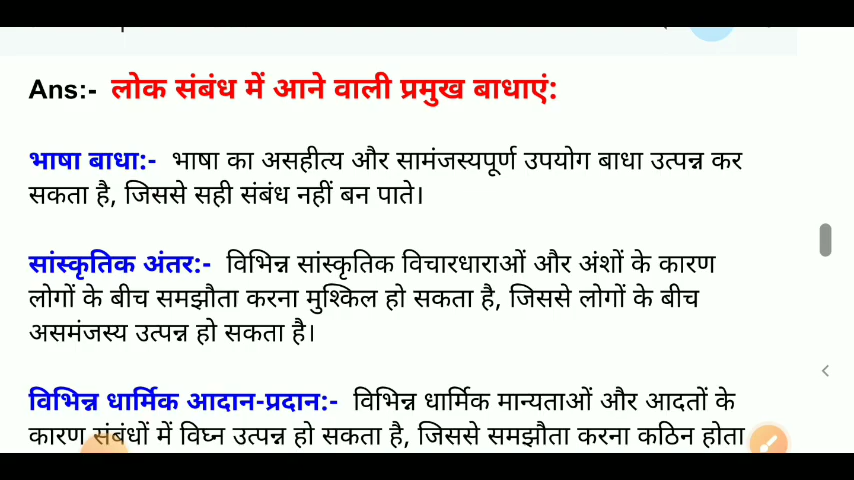 Ans:- लोक संबंध में आने वाली प्रमुख बाधाएं:
भाषा बाधा:- भाषा का असहीत्य और सामंजस्यपूर्ण उपयोग बाधा उत्पन्न कर
सकता है, जिससे सही संबंध नहीं बन पाते।
सांस्कृतिक अंतर:- विभिन्न सांस्कृतिक विचारधाराओं और अंशों के कारण
लोगों के बीच समझौता करना मुश्किल हो सकता है, जिससे लोगों के बीच
असमंजस्य उत्पन्न हो सकता है।
विभिन्न धार्मिक आदान-प्रदान:- विभिन्न धार्मिक मान्यताओं और आदतों के
कारण संबंधों में विघ्न उत्पन्न हो सकता है, जिससे समझौता करना कठिन होता